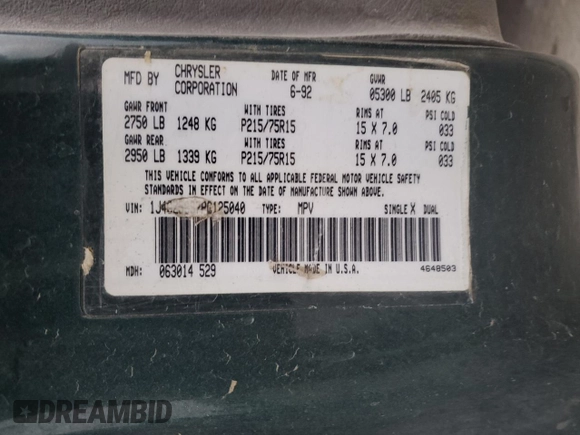 MFD BY CHRYSLER CORPORATION DATE OF MFR 6-92 GVWR 05300 LB 2405 KG
GAWR FRONT WITH TIRES RIMS AT PSI COLD
2750 LB 1248 KG P215/75R15 15 X 7.0 033
GAWR REAR WITH TIRES RIMS AT PSI COLD
2950 LB 1339 KG P215/75R15 15 X 7.0 033
THIS VEHICLE CONFORMS TO ALL APPLICABLE FEDERAL MOTOR VEHICLE SAFETY
STANDARDS IN EFFECT ON THE DATE OF MANUFACTURE SHOWN ABOVE.
VIN: TYPE: MPV SINGLE X DUAL
MDH: 063014 529 VEHICLE MADE IN U.S.A. 4648503
DREAMBID